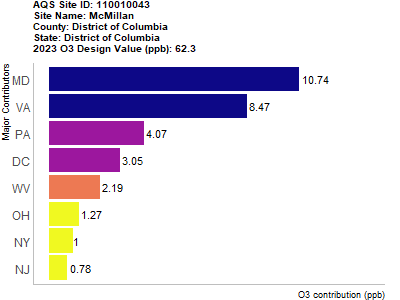 AQS Site ID: 110010043
Site Name: McMillan
County: District of Columbia
State: District of Columbia
2023 O3 Design Value (ppb): 62.3
Major Contributors
MD 10.74
VA 8.47
PA 4.07
DC 3.05
WV 2.19
OH 1.27
NY 1
NJ 0.78
O3 contribution (ppb)